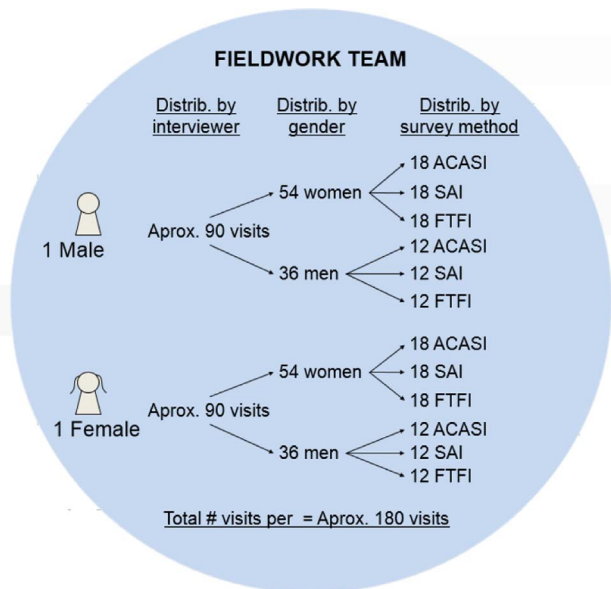 FIELDWORK TEAM
Distrib. by interviewer
Distrib. by gender
Distrib. by survey method
1 Male
Aprox. 90 visits
54 women
18 ACASI
18 SAI
18 FTFI
36 men
12 ACASI
12 SAI
12 FTFI
1 Female
Aprox. 90 visits
54 women
18 ACASI
18 SAI
18 FTFI
36 men
12 ACASI
12 SAI
12 FTFI
Total # visits per = Aprox. 180 visits